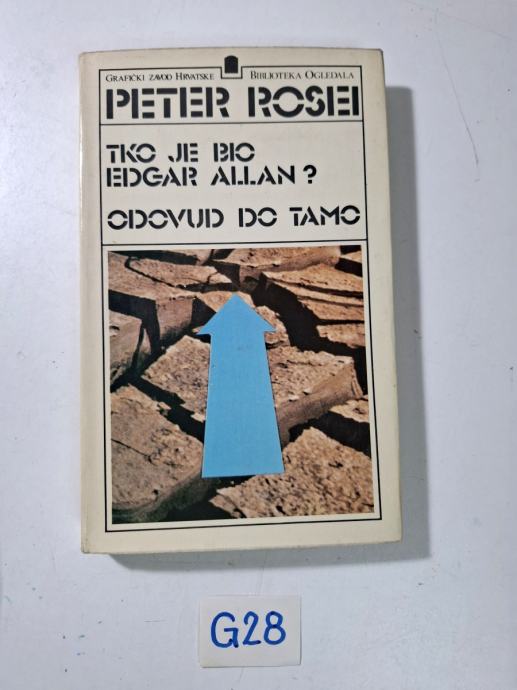 GRAFIČKI ZAVOD HRVATSKE BIBLIOTEKA OGLEDALA
PETER ROSEI
TKO JE BIO
EDGAR ALLAN?
ODOVUD DO TAMO
G28